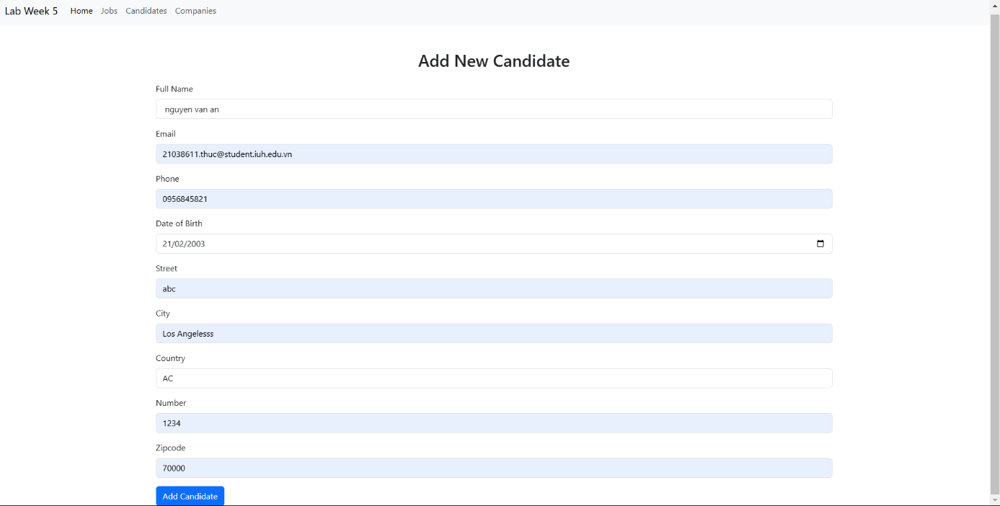 Lab Week 5 Home Jobs Candidates Companies
Add New Candidate
Full Name
nguyen van an
Email
21038611.thuc@student.iuh.edu.vn
Phone
0956845821
Date of Birth
21/02/2003
Street
abc
City
Los Angelesss
Country
AC
Number
1234
Zipcode
70000
Add Candidate